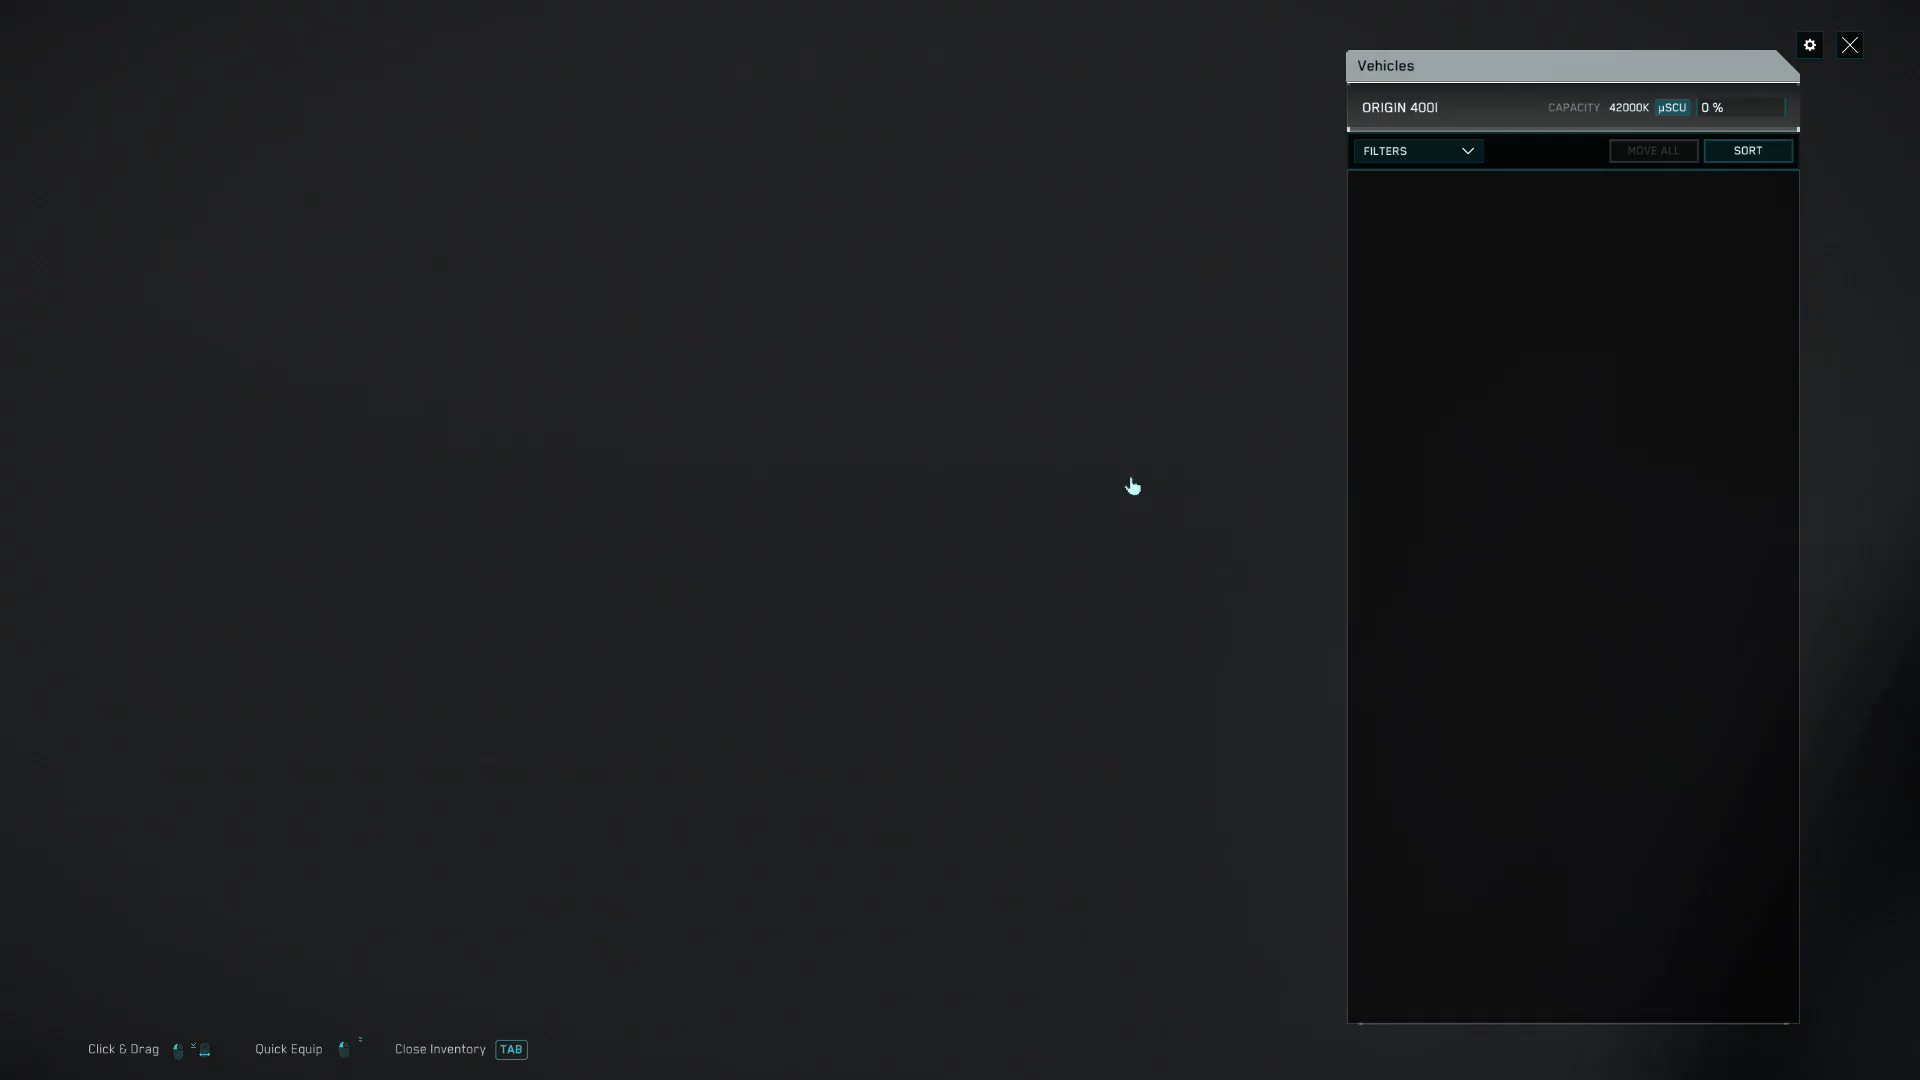 Vehicles
ORIGIN 400I CAPACITY 42000K µSCU 0 %
FILTERS MOVE ALL SORT
Click & Drag Quick Equip Close Inventory TAB